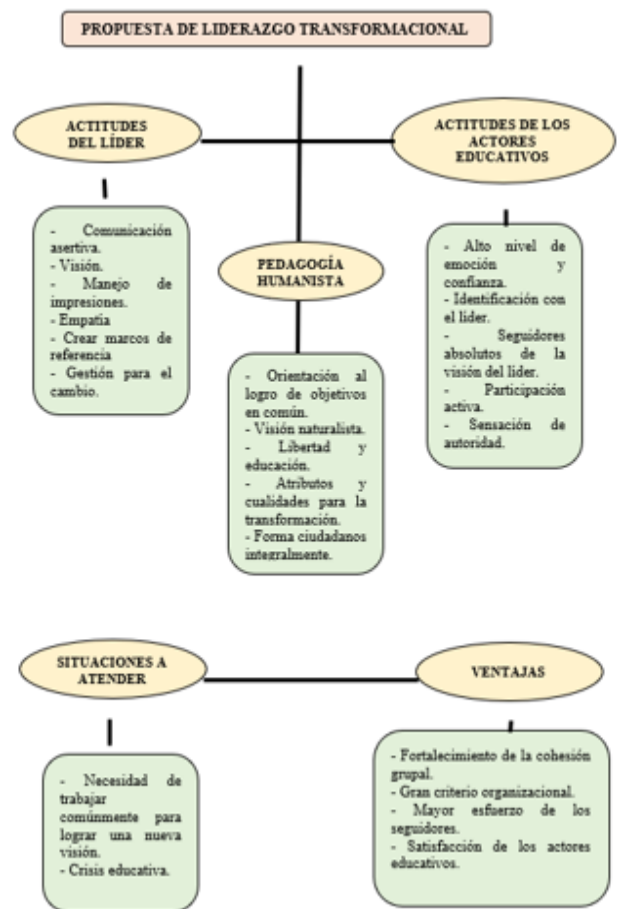 PROPUESTA DE LIDERAZGO TRANSFORMACIONAL
ACTITUDES
DEL LÍDER
- Comunicación
asertiva.
- Visión.
- Manejo de
impresiones.
- Empatía
- Crear marcos de
referencia
- Gestión para el
cambio.
PEDAGOGÍA
HUMANISTA
- Orientación al
logro de objetivos
en común.
- Visión naturalista.
- Libertad y
educación.
- Atributos y
cualidades para la
transformación.
- Forma ciudadanos
integralmente.
ACTITUDES DE LOS
ACTORES
EDUCATIVOS
- Alto nivel de
emoción y
confianza.
- Identificación con
el líder.
- Seguidores
absolutos de la
visión del líder.
- Participación
activa.
- Sensación de
autoridad.
SITUACIONES A
ATENDER
- Necesidad de
trabajar
comúnmente para
lograr una nueva
visión.
- Crisis educativa.
VENTAJAS
- Fortalecimiento de la cohesión
grupal.
- Gran criterio organizacional.
- Mayor esfuerzo de los
seguidores.
- Satisfacción de los actores
educativos.